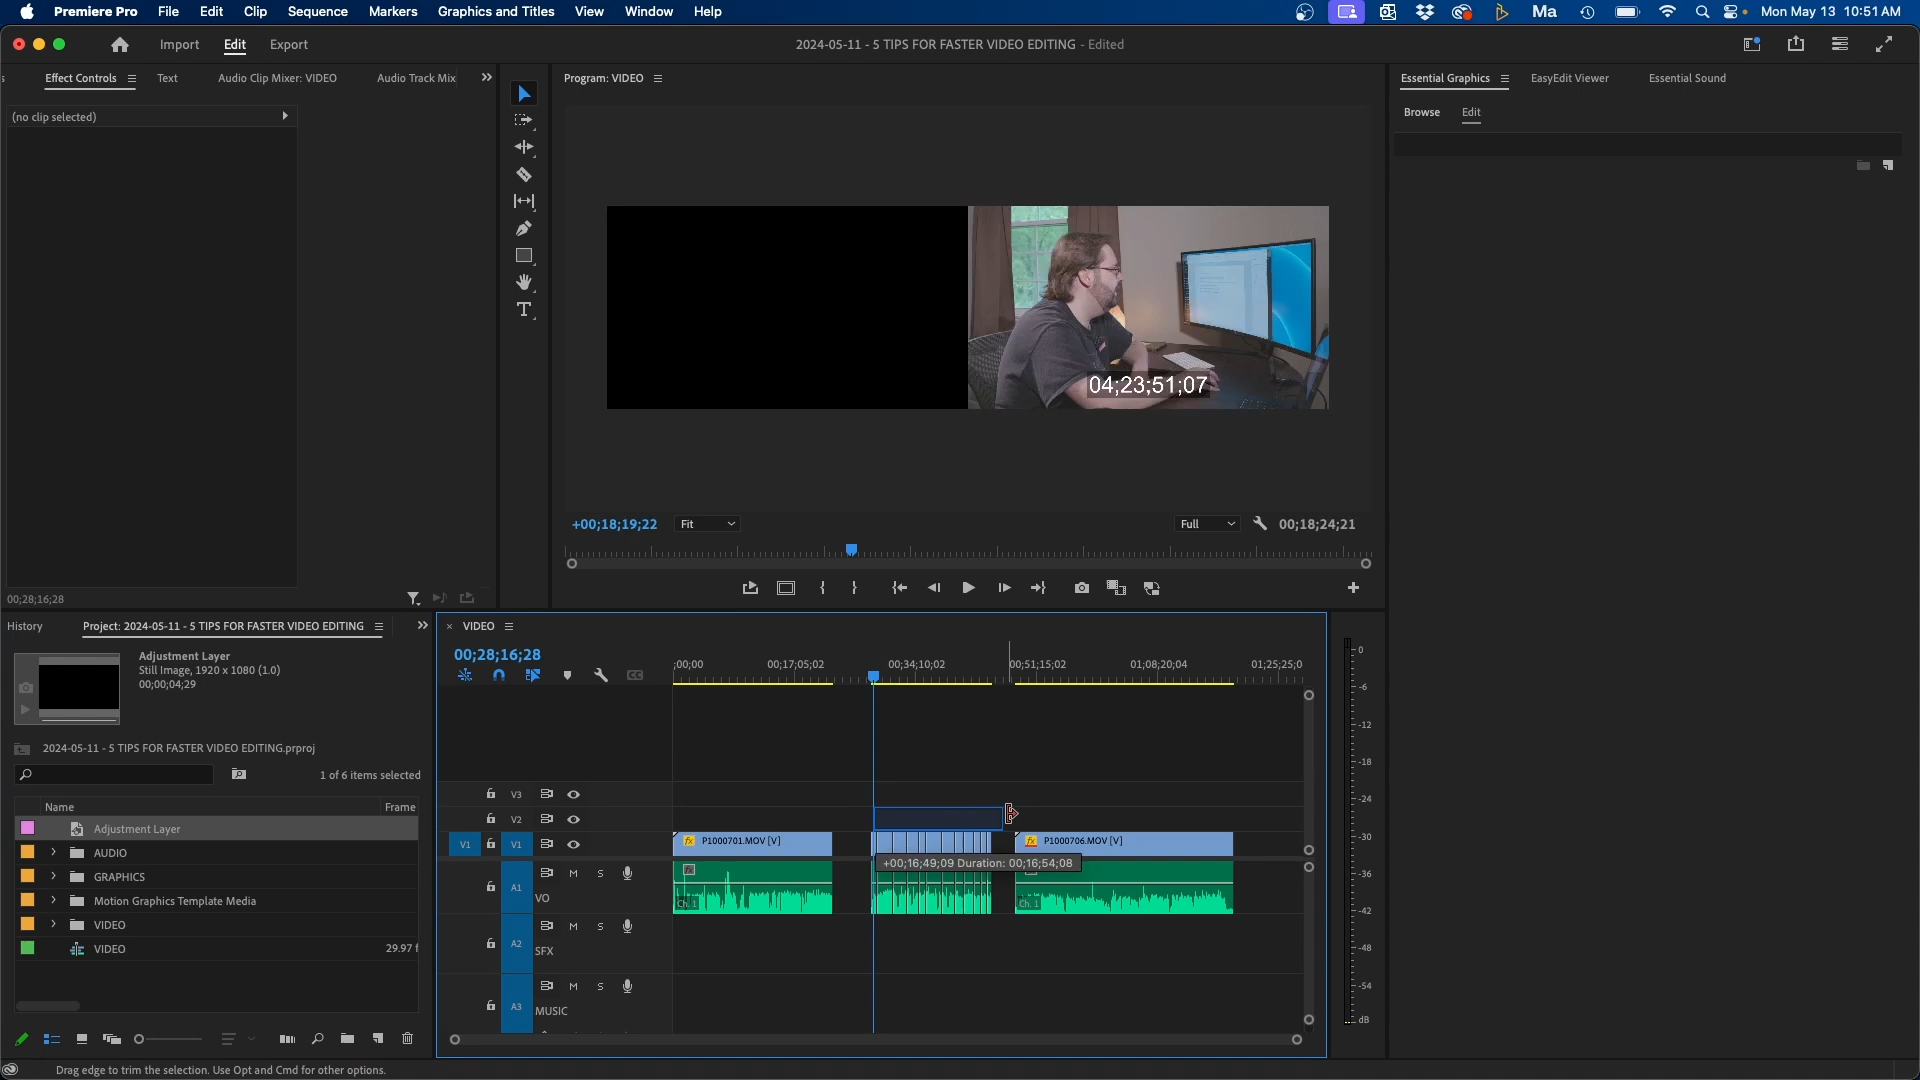 Premiere Pro File Edit Clip Sequence Markers Graphics and Titles View Window Help Ma Mon May 13 10:51 AM
Import Edit Export 2024-05-11 - 5 TIPS FOR FASTER VIDEO EDITING - Edited
Effect Controls Text Audio Clip Mixer: VIDEO Audio Track Mix
Program: VIDEO
Essential Graphics EasyEdit Viewer Essential Sound
Browse Edit
(no clip selected)
04;23;51;07
+00;18;19;22 Fit Full 00;18;24;21
00;28;16;28
History Project: 2024-05-11 - 5 TIPS FOR FASTER VIDEO EDITING
Adjustment Layer
Still Image, 1920 x 1080 (1.0)
00;00;04;29
2024-05-11 - 5 TIPS FOR FASTER VIDEO EDITING.prproj
1 of 6 items selected
Name Frame
Adjustment Layer
AUDIO
GRAPHICS
Motion Graphics Template Media
VIDEO
VIDEO 29.97 f
× VIDEO
00;28;16;28
;00;00 00;17;05;02 00;34;10;02 00;51;15;02 01;08;20;04 01;25;25;0
V3
V2
V1 V1 fx P1000701.MOV [V] fx P1000706.MOV [V]
+00;16;49;09 Duration: 00;16;54;08
A1 M S
VO
Ch. 1 Ch. 1
A2 M S
SFX
A3 M S
MUSIC
0
-6
-12
-18
-24
-30
-36
-42
-48
-54
dB
Drag edge to trim the selection. Use Opt and Cmd for other options.